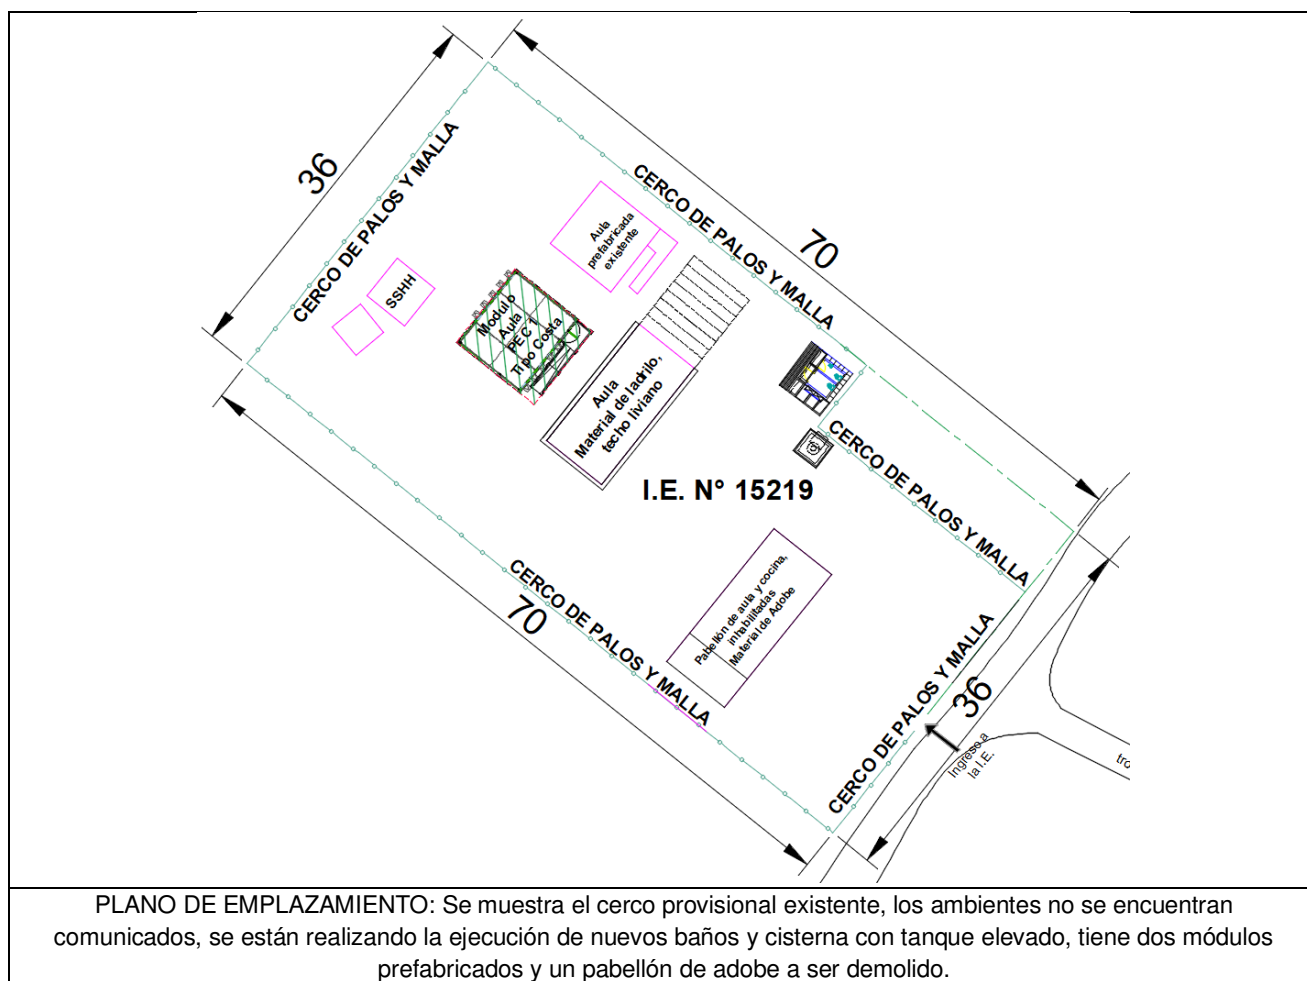 36
CERCO DE PALOS Y MALLA
CERCO DE PALOS Y MALLA
70
Aula
prefabricada
existente
SSHH
Modulo
Aula
PEC 1
Tipo Costa
Aula
Material de ladrilo,
techo liviano
CERCO DE PALOS Y MALLA
I.E. N° 15219
Pabellón de aula y cocina,
inhabilitadas
Material de Adobe
CERCO DE PALOS Y MALLA
70
CERCO DE PALOS Y MALLA
36
Ingreso a
la I.E.
tro
PLANO DE EMPLAZAMIENTO: Se muestra el cerco provisional existente, los ambientes no se encuentran
comunicados, se están realizando la ejecución de nuevos baños y cisterna con tanque elevado, tiene dos módulos
prefabricados y un pabellón de adobe a ser demolido.